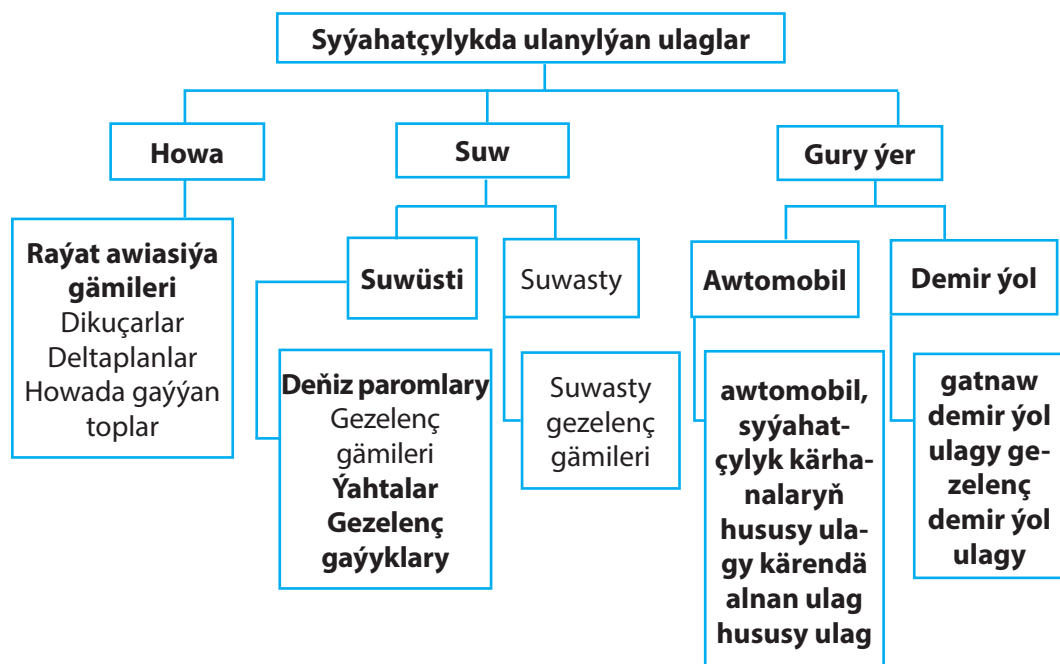 Syýahatçylykda ulanylýan ulaglar
Howa
Suw
Gury ýer
Raýat awiasiýa
gämileri
Dikuçarlar
Deltaplanlar
Howada gaýýan
toplar
Suwüsti
Suwasty
Awtomobil
Demir ýol
Deňiz paromlary
Gezelenç
gämileri
Ýahtalar
Gezelenç
gaýyklary
Suwasty
gezelenç
gämileri
awtomobil,
syýahat-
çylyk kärha-
nalaryň
hususy ula-
gy kärendä
alnan ulag
hususy ulag
gatnaw
demir ýol
ulagy ge-
zelenç
demir ýol
ulagy